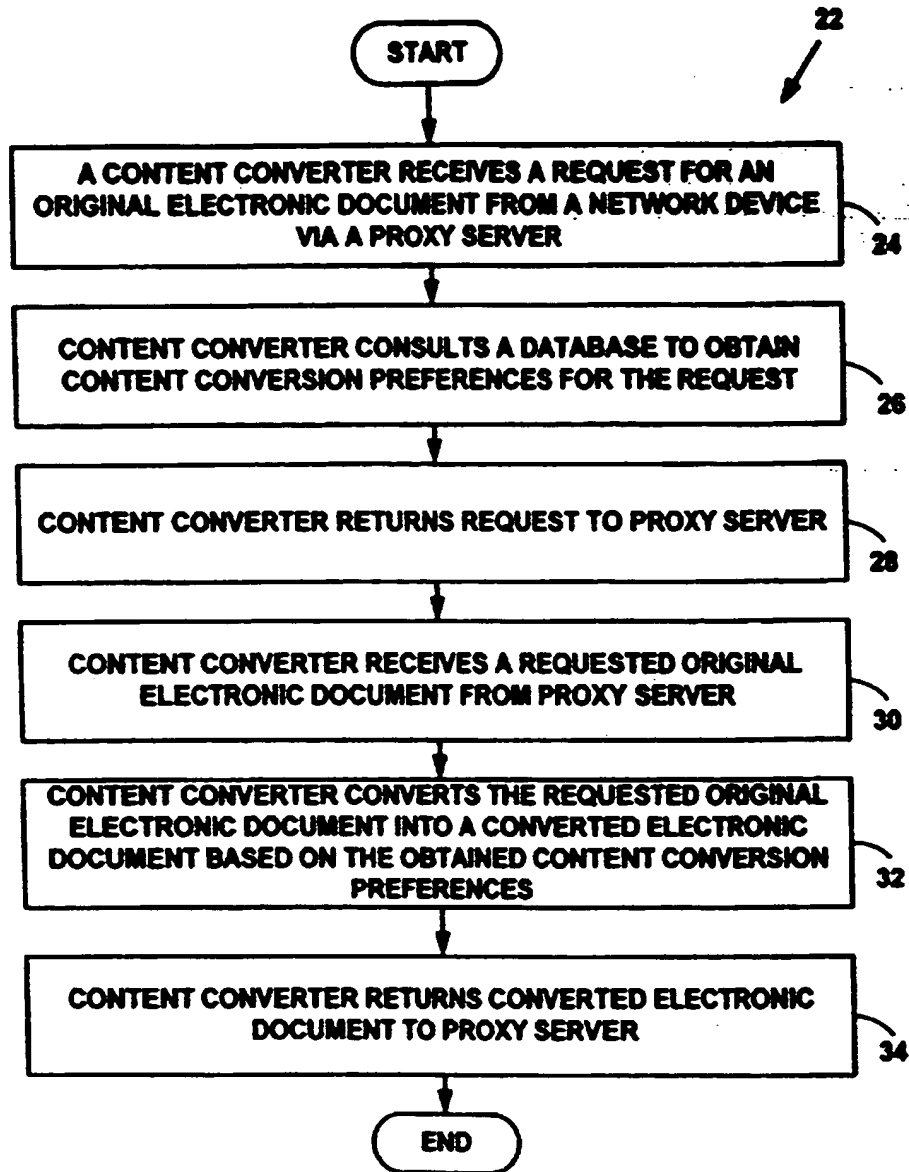 22
START
A CONTENT CONVERTER RECEIVES A REQUEST FOR AN
ORIGINAL ELECTRONIC DOCUMENT FROM A NETWORK DEVICE
VIA A PROXY SERVER
24
CONTENT CONVERTER CONSULTS A DATABASE TO OBTAIN
CONTENT CONVERSION PREFERENCES FOR THE REQUEST
26
CONTENT CONVERTER RETURNS REQUEST TO PROXY SERVER
28
CONTENT CONVERTER RECEIVES A REQUESTED ORIGINAL
ELECTRONIC DOCUMENT FROM PROXY SERVER
30
CONTENT CONVERTER CONVERTS THE REQUESTED ORIGINAL
ELECTRONIC DOCUMENT INTO A CONVERTED ELECTRONIC
DOCUMENT BASED ON THE OBTAINED CONTENT CONVERSION
PREFERENCES
32
CONTENT CONVERTER RETURNS CONVERTED ELECTRONIC
DOCUMENT TO PROXY SERVER
34
END